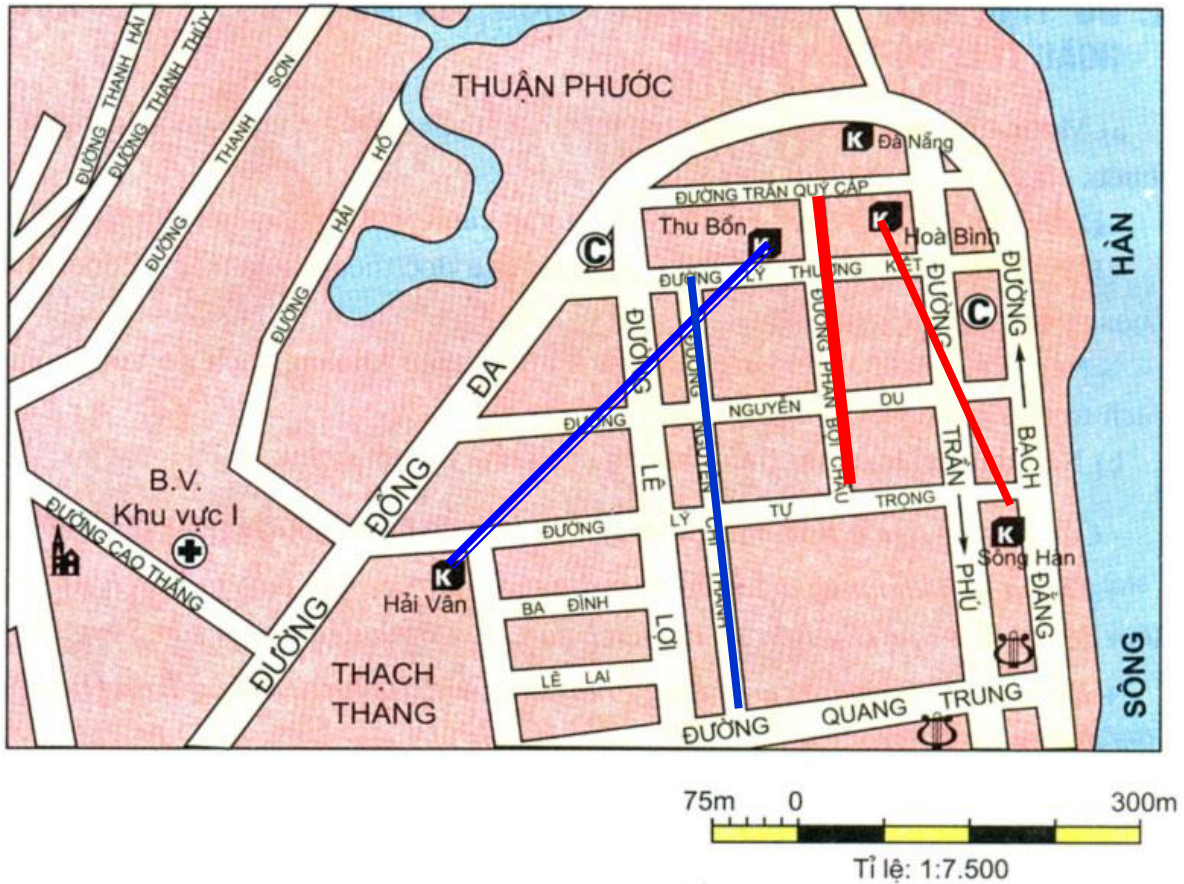 THUẬN PHƯỚC
ĐƯỜNG THANH HẢI
ĐƯỜNG THANH THỦY
ĐƯỜNG THANH SƠN
ĐƯỜNG HẢI HỒ
K Đà Nẵng
ĐƯỜNG TRẦN QUÝ CÁP
Thu Bồn K
K Hoà Bình
C
ĐƯỜNG LÝ THƯỜNG KIỆT
C
HÀN
SÔNG
ĐƯỜNG ĐỐNG ĐA
ĐƯỜNG LÊ LỢI
ĐƯỜNG NGUYỄN CHÍ THANH
ĐƯỜNG PHAN BỘI CHÂU
ĐƯỜNG TRẦN PHÚ
ĐƯỜNG BẠCH ĐẰNG
ĐƯỜNG NGUYỄN DU
ĐƯỜNG LÝ TỰ TRỌNG
B.V.
Khu vực I
ĐƯỜNG CAO THẮNG
K
Hải Vân
K
Sông Hàn
BA ĐÌNH
LÊ LAI
THẠCH
THANG
ĐƯỜNG QUANG TRUNG
75m 0 300m
Tỉ lệ: 1:7.500